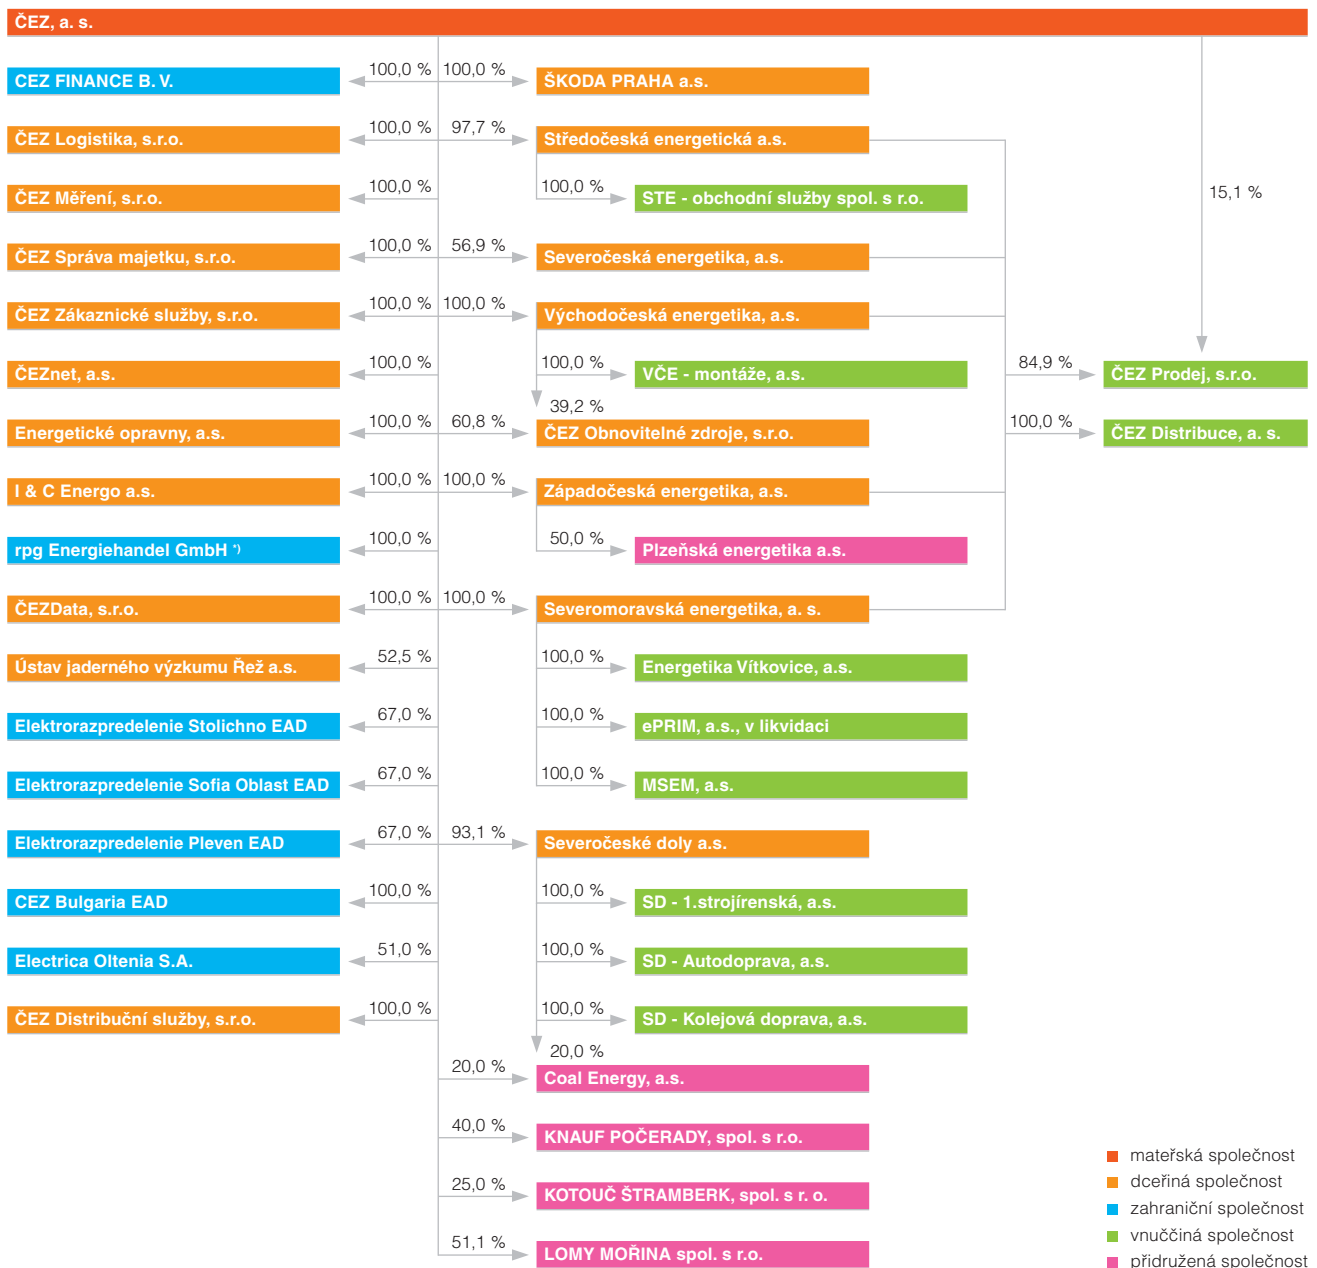 ČEZ, a. s.
CEZ FINANCE B. V.
100,0 %
100,0 %
ŠKODA PRAHA a.s.
ČEZ Logistika, s.r.o.
100,0 %
97,7 %
Středočeská energetická a.s.
ČEZ Měření, s.r.o.
100,0 %
100,0 %
STE - obchodní služby spol. s r.o.
15,1 %
ČEZ Správa majetku, s.r.o.
100,0 %
56,9 %
Severočeská energetika, a.s.
ČEZ Zákaznické služby, s.r.o.
100,0 %
100,0 %
Východočeská energetika, a.s.
ČEZnet, a.s.
100,0 %
100,0 %
VČE - montáže, a.s.
84,9 %
ČEZ Prodej, s.r.o.
39,2 %
Energetické opravny, a.s.
100,0 %
60,8 %
ČEZ Obnovitelné zdroje, s.r.o.
100,0 %
ČEZ Distribuce, a. s.
I & C Energo a.s.
100,0 %
100,0 %
Západočeská energetika, a.s.
rpg Energiehandel GmbH *)
100,0 %
50,0 %
Plzeňská energetika a.s.
ČEZData, s.r.o.
100,0 %
100,0 %
Severomoravská energetika, a. s.
Ústav jaderného výzkumu Řež a.s.
52,5 %
100,0 %
Energetika Vítkovice, a.s.
Elektrorazpredelenie Stolichno EAD
67,0 %
100,0 %
ePRIM, a.s., v likvidaci
Elektrorazpredelenie Sofia Oblast EAD
67,0 %
100,0 %
MSEM, a.s.
Elektrorazpredelenie Pleven EAD
67,0 %
93,1 %
Severočeské doly a.s.
CEZ Bulgaria EAD
100,0 %
100,0 %
SD - 1.strojírenská, a.s.
Electrica Oltenia S.A.
51,0 %
100,0 %
SD - Autodoprava, a.s.
ČEZ Distribuční služby, s.r.o.
100,0 %
100,0 %
SD - Kolejová doprava, a.s.
20,0 %
20,0 %
Coal Energy, a.s.
40,0 %
KNAUF POČERADY, spol. s r.o.
25,0 %
KOTOUČ ŠTRAMBERK, spol. s r. o.
51,1 %
LOMY MOŘINA spol. s r.o.
mateřská společnost
dceřiná společnost
zahraniční společnost
vnuččiná společnost
přidružená společnost